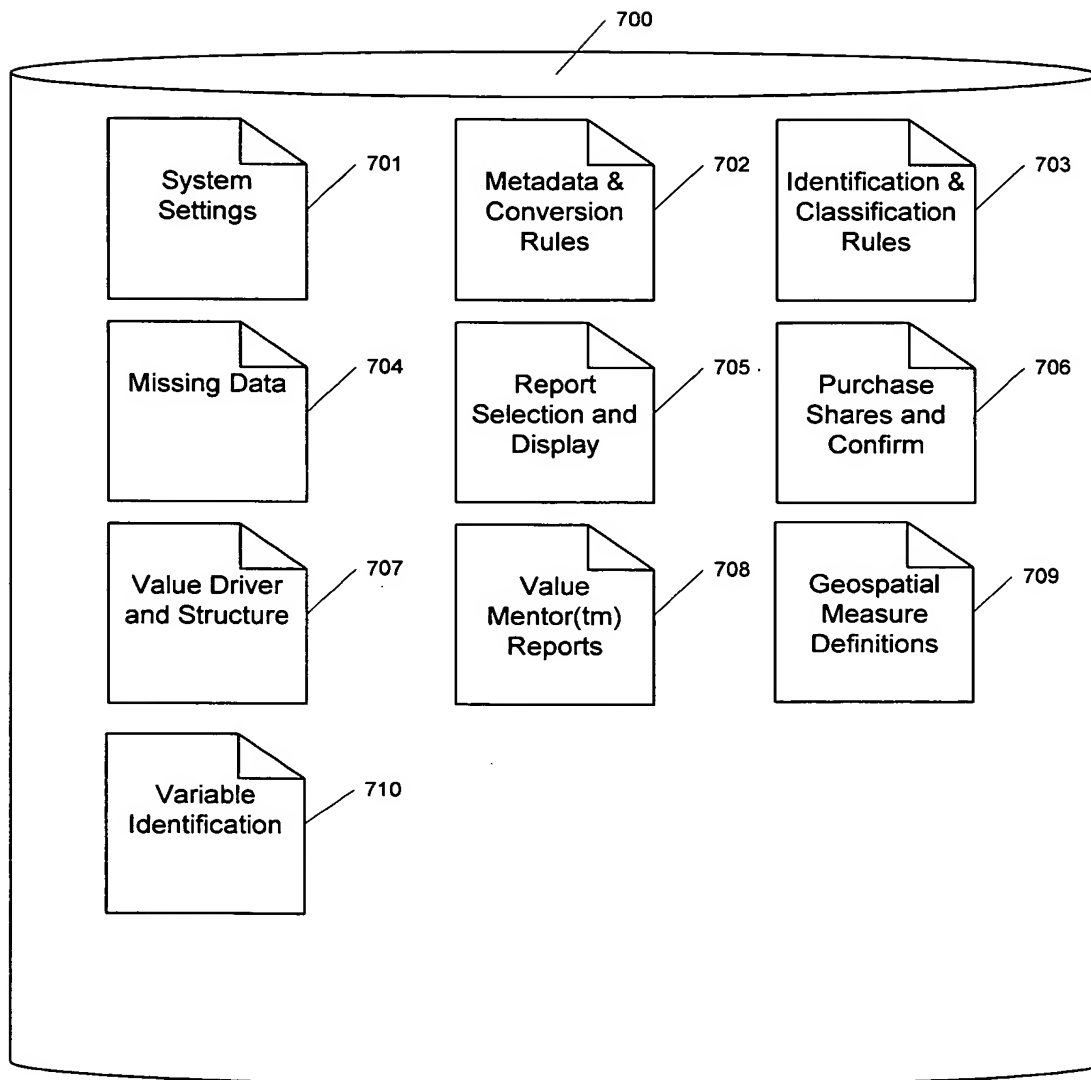 700
System
Settings
701
Metadata &
Conversion
Rules
702
Identification &
Classification
Rules
703
Missing Data
704
Report
Selection and
Display
705
Purchase
Shares and
Confirm
706
Value Driver
and Structure
707
Value
Mentor(tm)
Reports
708
Geospatial
Measure
Definitions
709
Variable
Identification
710